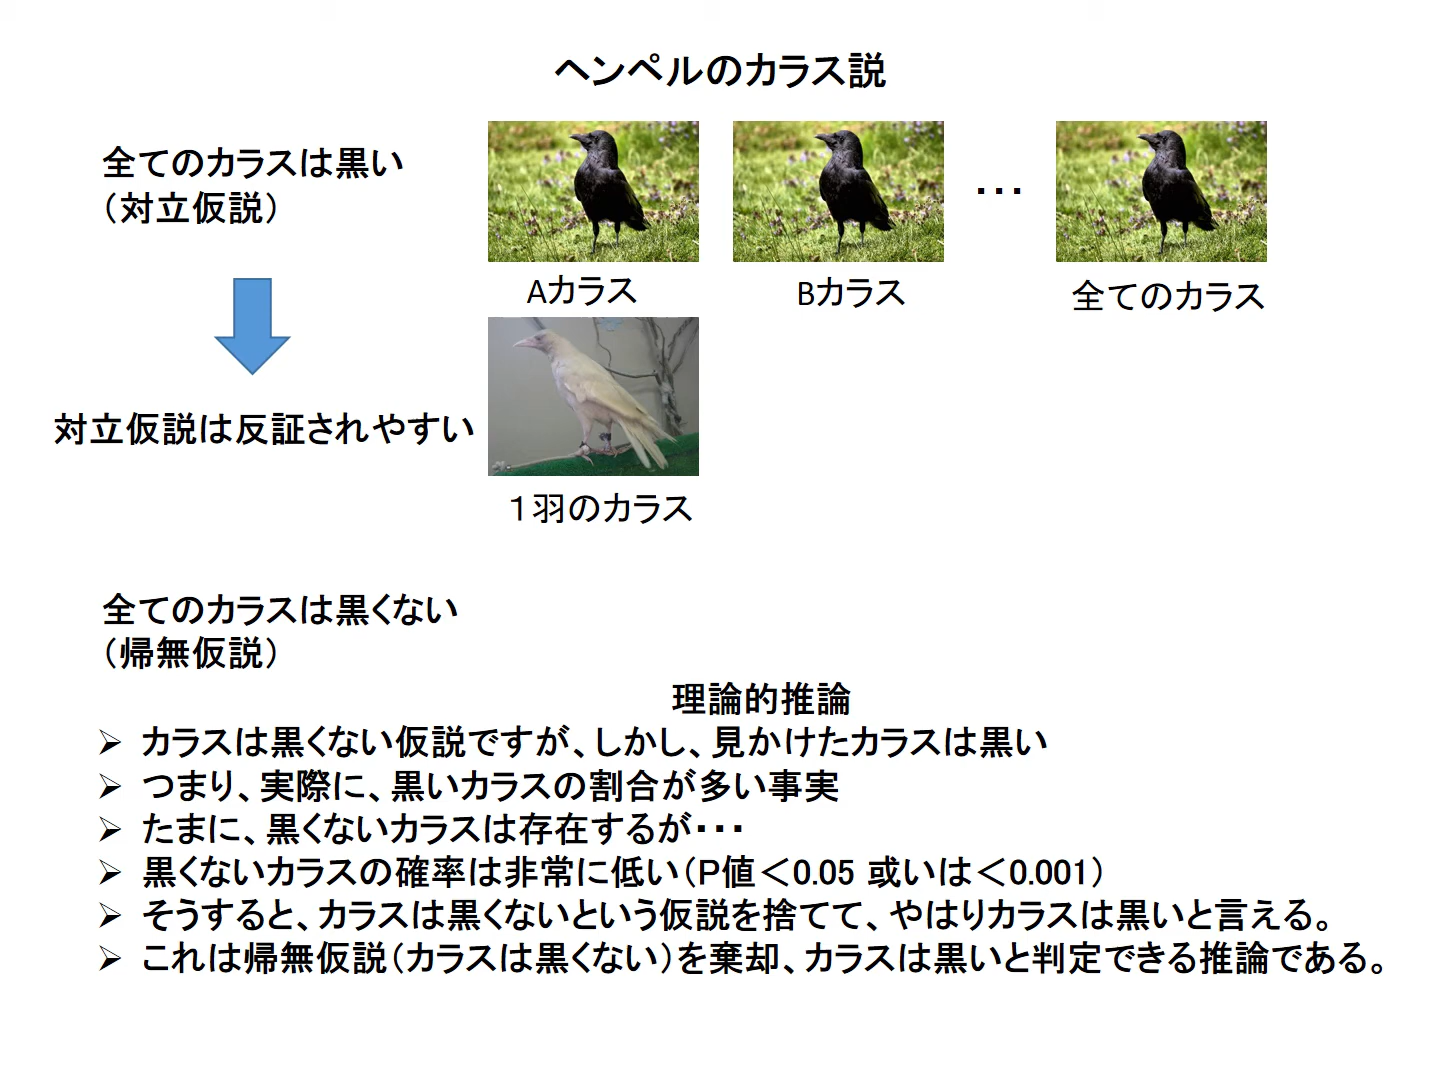 ヘンペルのカラス説
全てのカラスは黒い
（対立仮説）
・・・
Aカラス
Bカラス
全てのカラス
対立仮説は反証されやすい
１羽のカラス
全てのカラスは黒くない
（帰無仮説）
理論的推論
➢ カラスは黒くない仮説ですが、しかし、見かけたカラスは黒い
➢ つまり、実際に、黒いカラスの割合が多い事実
➢ たまに、黒くないカラスは存在するが・・・
➢ 黒くないカラスの確率は非常に低い（P値＜0.05 或いは＜0.001）
➢ そうすると、カラスは黒くないという仮説を捨てて、やはりカラスは黒いと言える。
➢ これは帰無仮説（カラスは黒くない）を棄却、カラスは黒いと判定できる推論である。